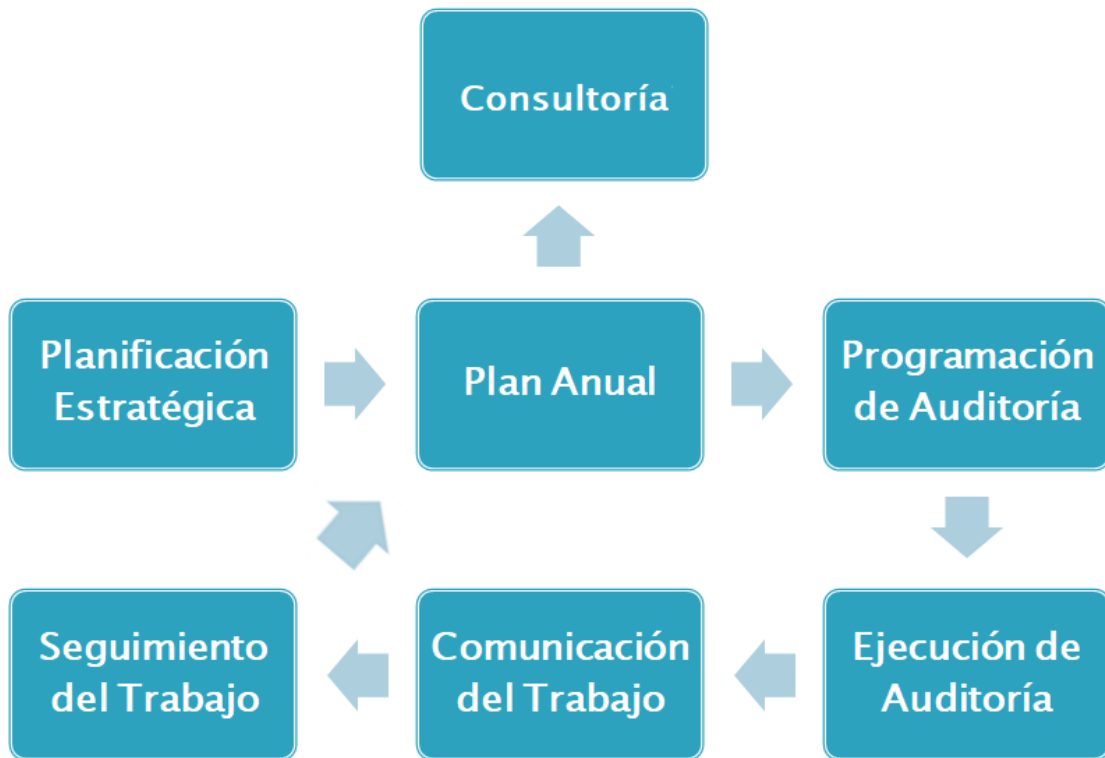 Consultoría
Planificación
Estratégica
Plan Anual
Programación
de Auditoría
Seguimiento
del Trabajo
Comunicación
del Trabajo
Ejecución de
Auditoría